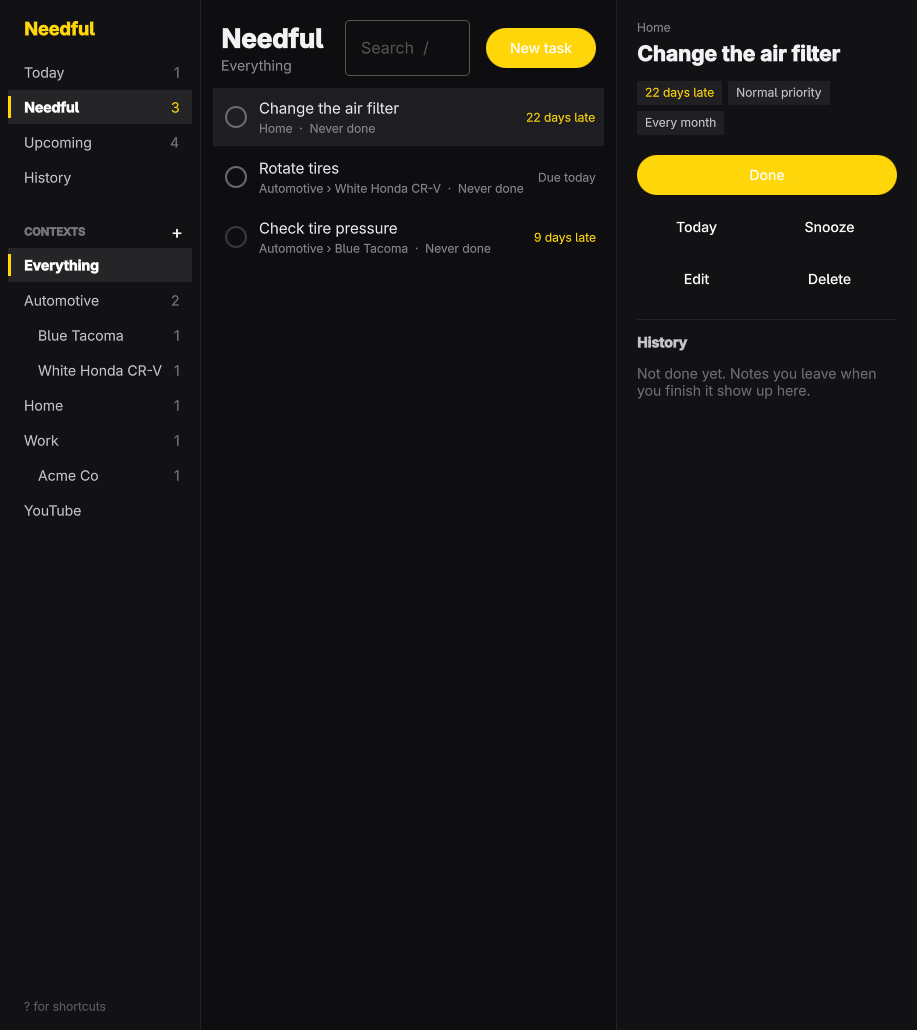 Needful
Today 1
Needful 3
Upcoming 4
History
CONTEXTS +
Everything
Automotive 2
Blue Tacoma 1
White Honda CR-V 1
Home 1
Work 1
Acme Co 1
YouTube
? for shortcuts
Needful
Everything
Search /
New task
Change the air filter
Home · Never done
22 days late
Rotate tires
Automotive › White Honda CR-V · Never done
Due today
Check tire pressure
Automotive › Blue Tacoma · Never done
9 days late
Home
Change the air filter
22 days late Normal priority
Every month
Done
Today Snooze
Edit Delete
History
Not done yet. Notes you leave when
you finish it show up here.